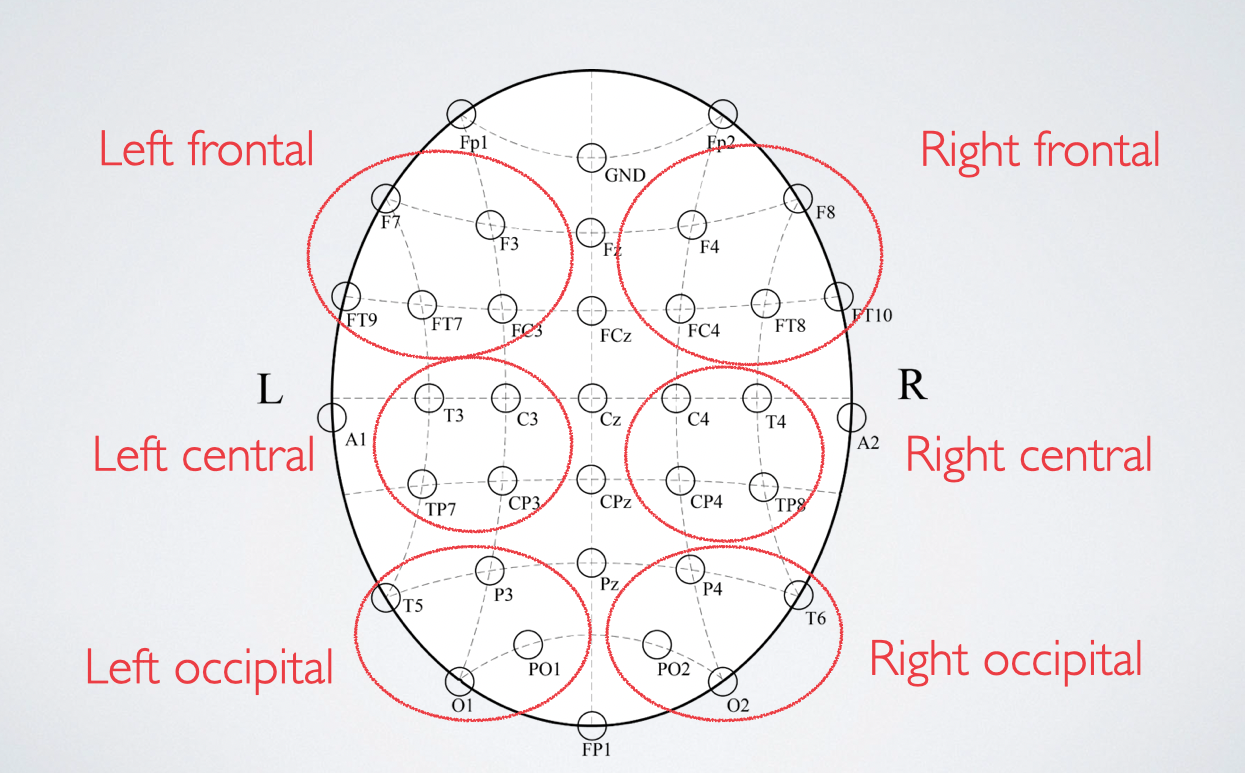 Left frontal
Right frontal
Fp1
Fp2
GND
F7
F3
Fz
F4
F8
FT9
FT7
FC3
FCz
FC4
FT8
FT10
L
R
A1
T3
C3
Cz
C4
T4
A2
Left central
Right central
TP7
CP3
CPz
CP4
TP8
T5
P3
Pz
P4
T6
Left occipital
Right occipital
PO1
PO2
O1
O2
FP1